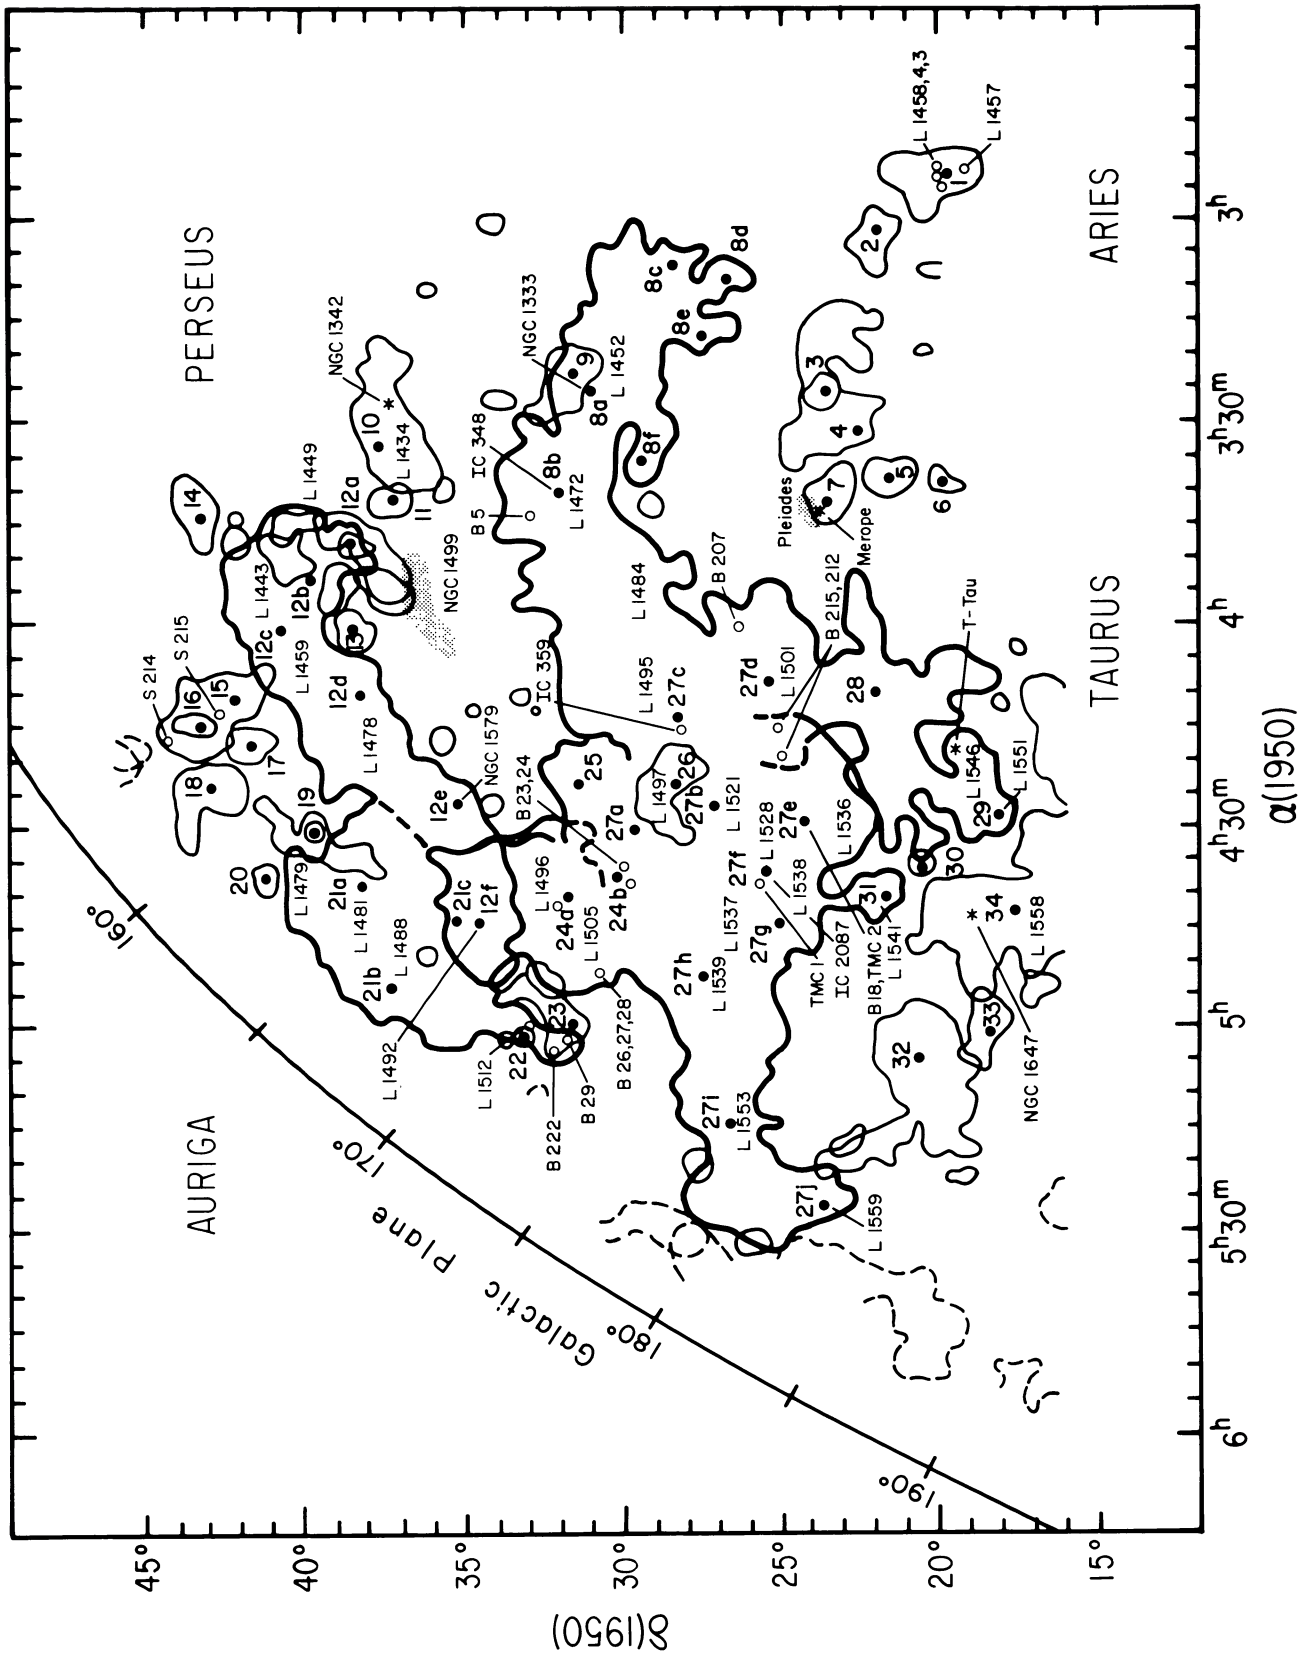 PERSEUS
AURIGA
TAURUS
ARIES
Galactic Plane
160°
170°
180°
190°
δ(1950)
45°
40°
35°
30°
25°
20°
15°
α(1950)
6ʰ
5ʰ30ᵐ
5ʰ
4ʰ30ᵐ
4ʰ
3ʰ30ᵐ
3ʰ
S 214
S 215
14
15
16
17
18
19
20
L 1443
L 1449
12a
12b
12c
L 1459
12d
L 1478
12e
NGC 1579
13
NGC 1499
11
L 1434
10
NGC 1342
L 1479
21a
L 1481
21b
L 1488
21c
12f
L 1492
L 1512
22
23
B 222
B 29
B 26,27,28
L 1496
24a
24b
L 1505
B 23,24
25
IC 359
B 5
IC 348
8b
L 1472
NGC 1333
9
8a
L 1452
8c
8d
8e
8f
L 1484
B 207
L 1495
27c
26
L 1497
27b
27a
L 1521
27d
L 1501
B 215, 212
L 1528
27e
27f
L 1538
L 1536
L 1537
27g
27h
L 1539
TMC 1
IC 2087
B 18, TMC 2
L 1541
27i
L 1553
27j
L 1559
28
T-Tau
L 1546
L 1551
29
30
31
32
33
34
L 1558
NGC 1647
Pleiades
Merope
7
6
5
4
3
2
1
L 1458,4,3
L 1457